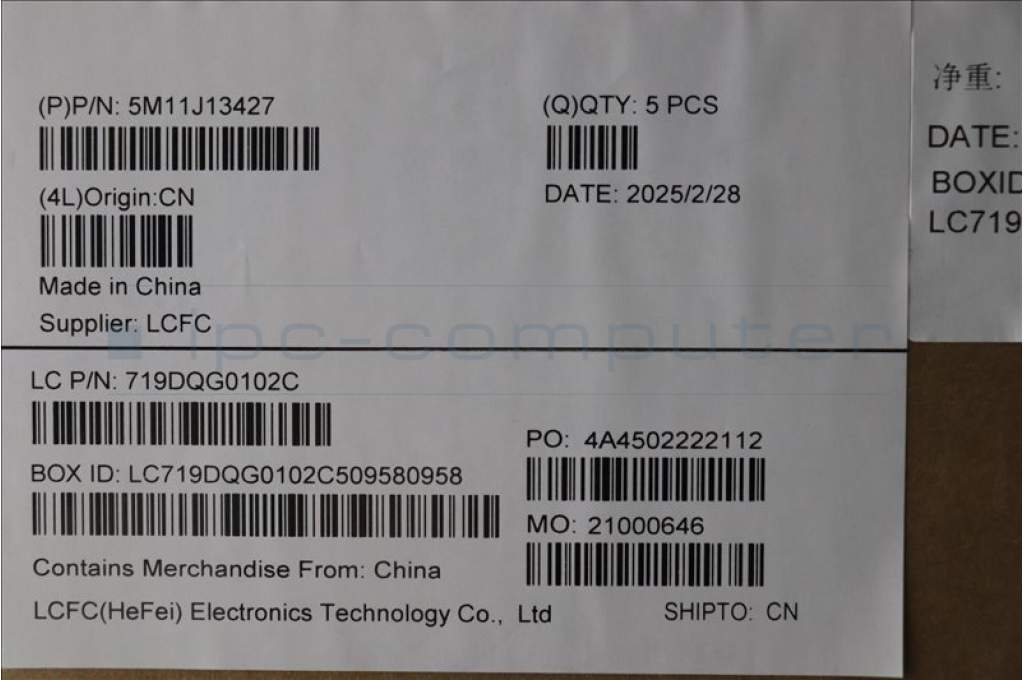 (P)P/N: 5M11J13427
(Q)QTY: 5 PCS
(4L)Origin:CN
DATE: 2025/2/28
Made in China
Supplier: LCFC
ipc-computer
LC P/N: 719DQG0102C
PO: 4A4502222112
BOX ID: LC719DQG0102C509580958
MO: 21000646
Contains Merchandise From: China
LCFC(HeFei) Electronics Technology Co., Ltd
SHIPTO: CN
净重:
DATE:
BOXID
LC719